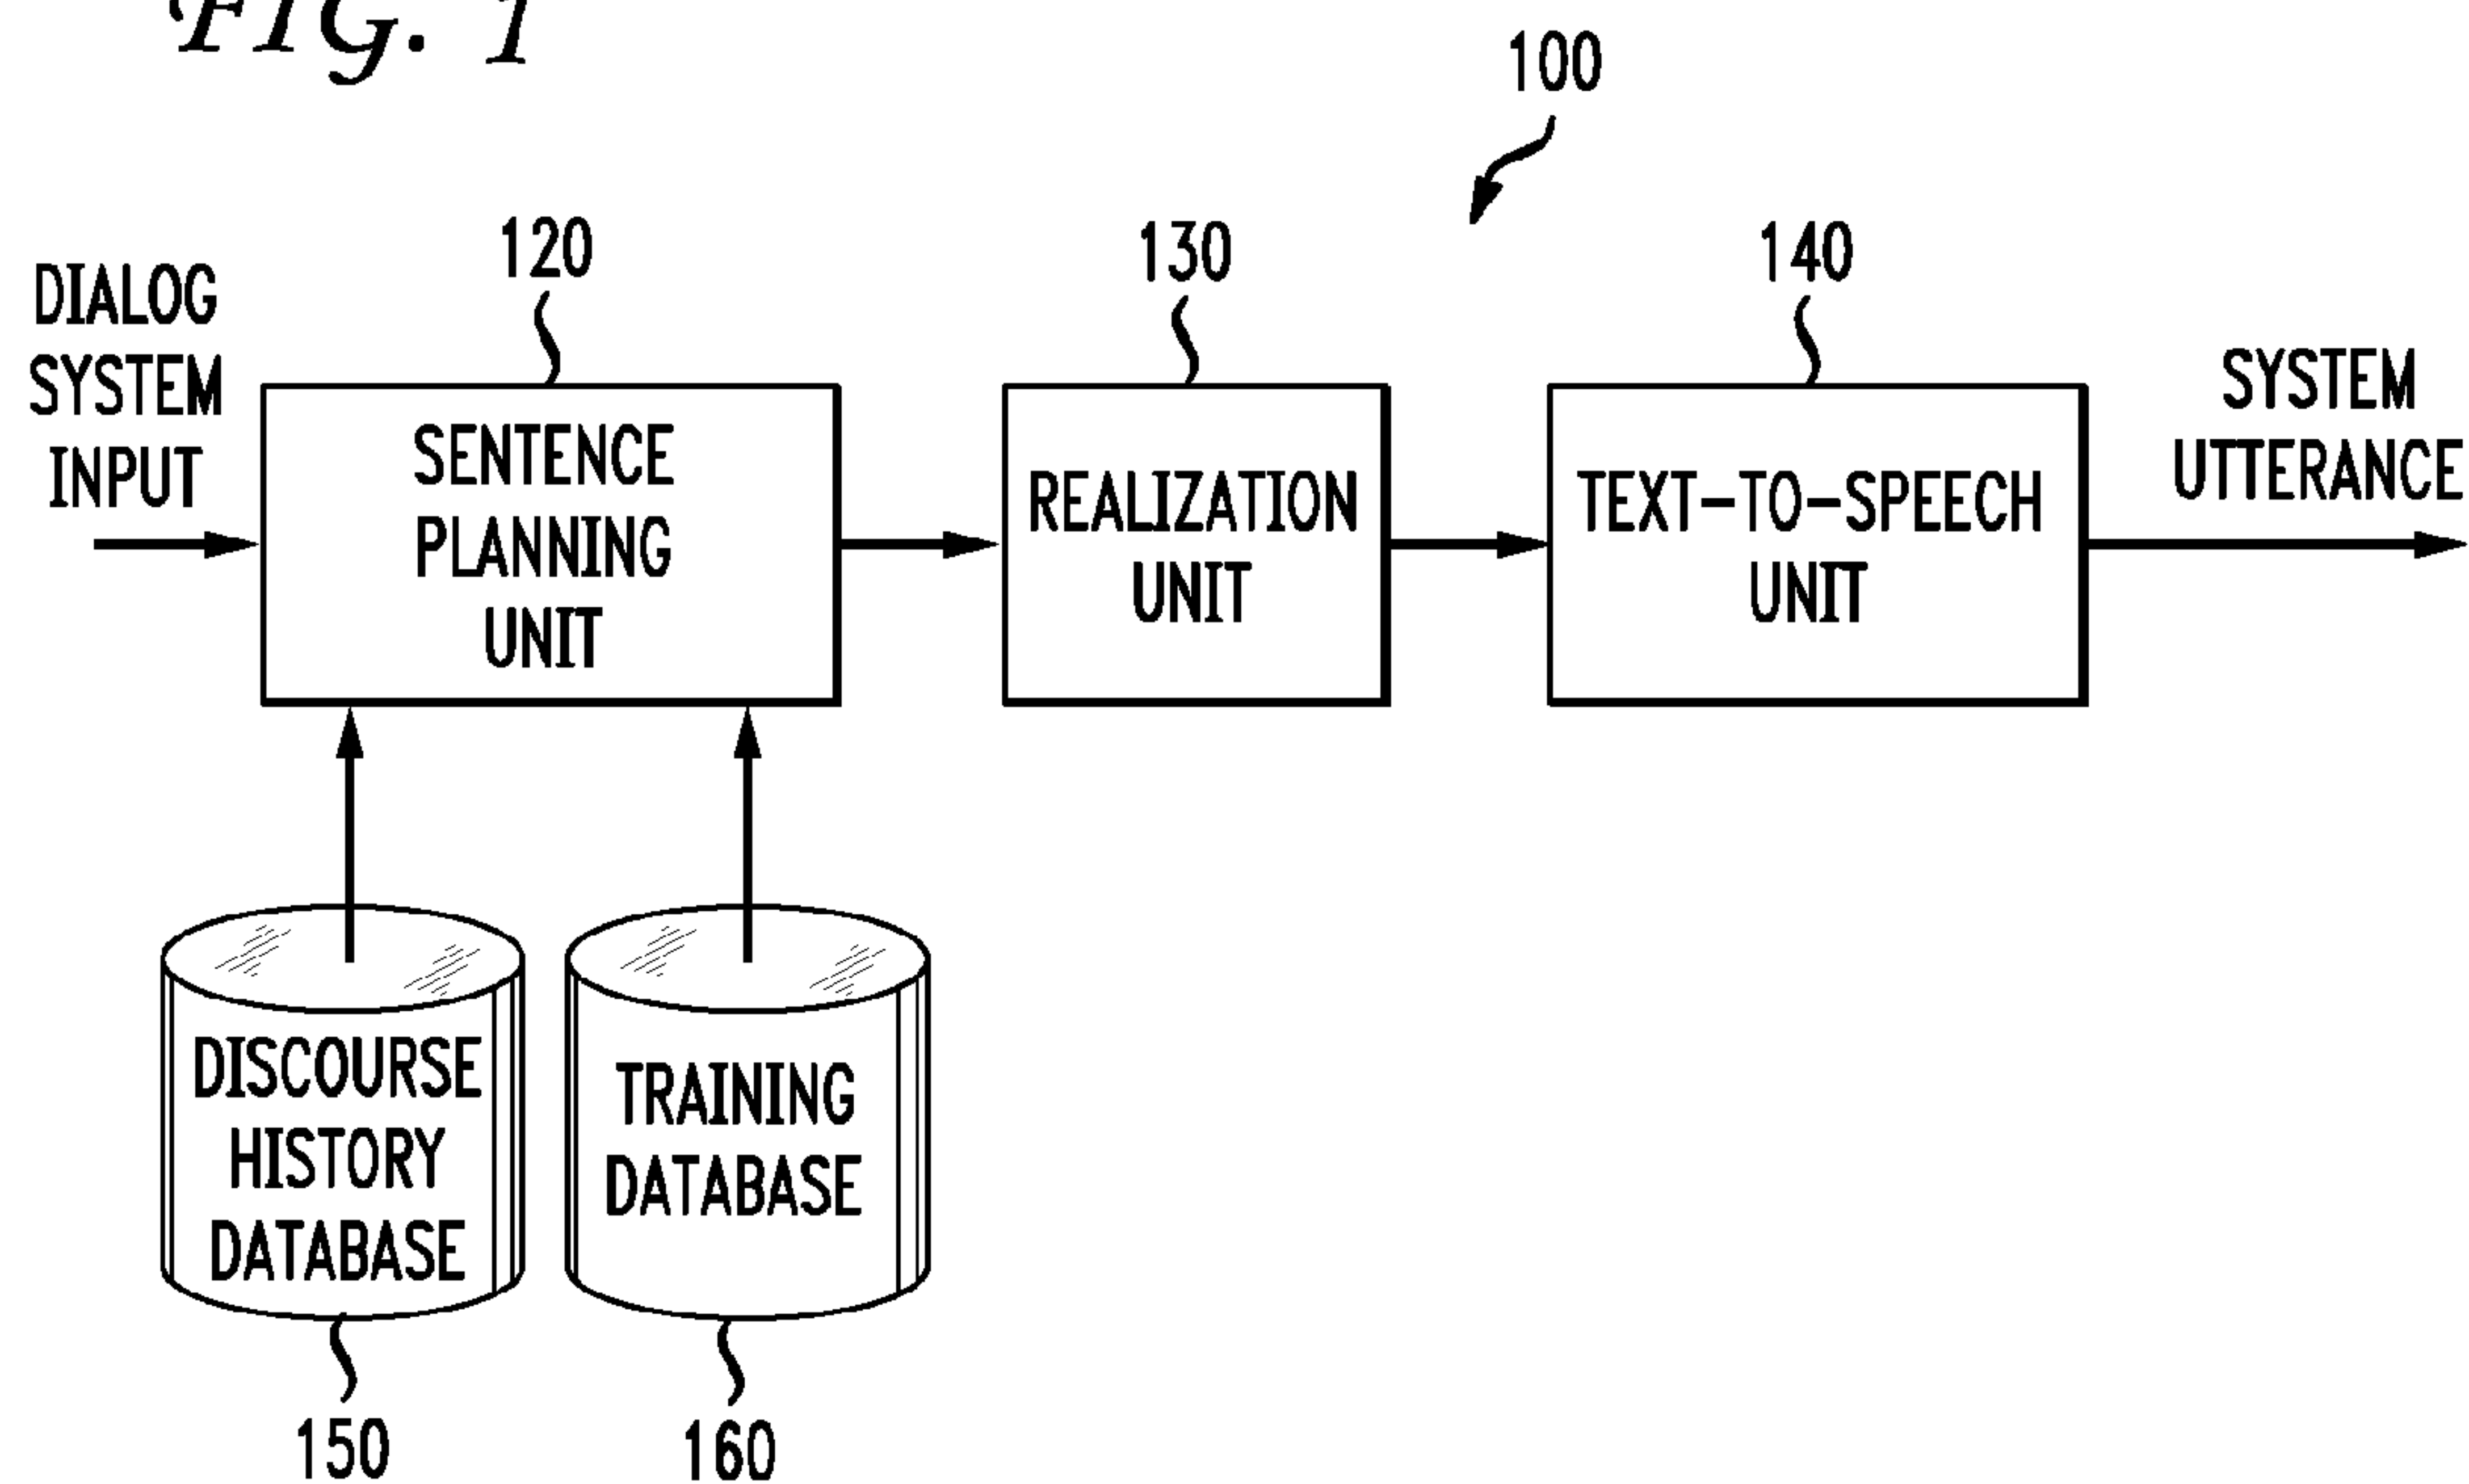 FIG. 1
100
120
130
140
DIALOG
SYSTEM
INPUT
SENTENCE
PLANNING
UNIT
REALIZATION
UNIT
TEXT-TO-SPEECH
UNIT
SYSTEM
UTTERANCE
DISCOURSE
HISTORY
DATABASE
TRAINING
DATABASE
150
160